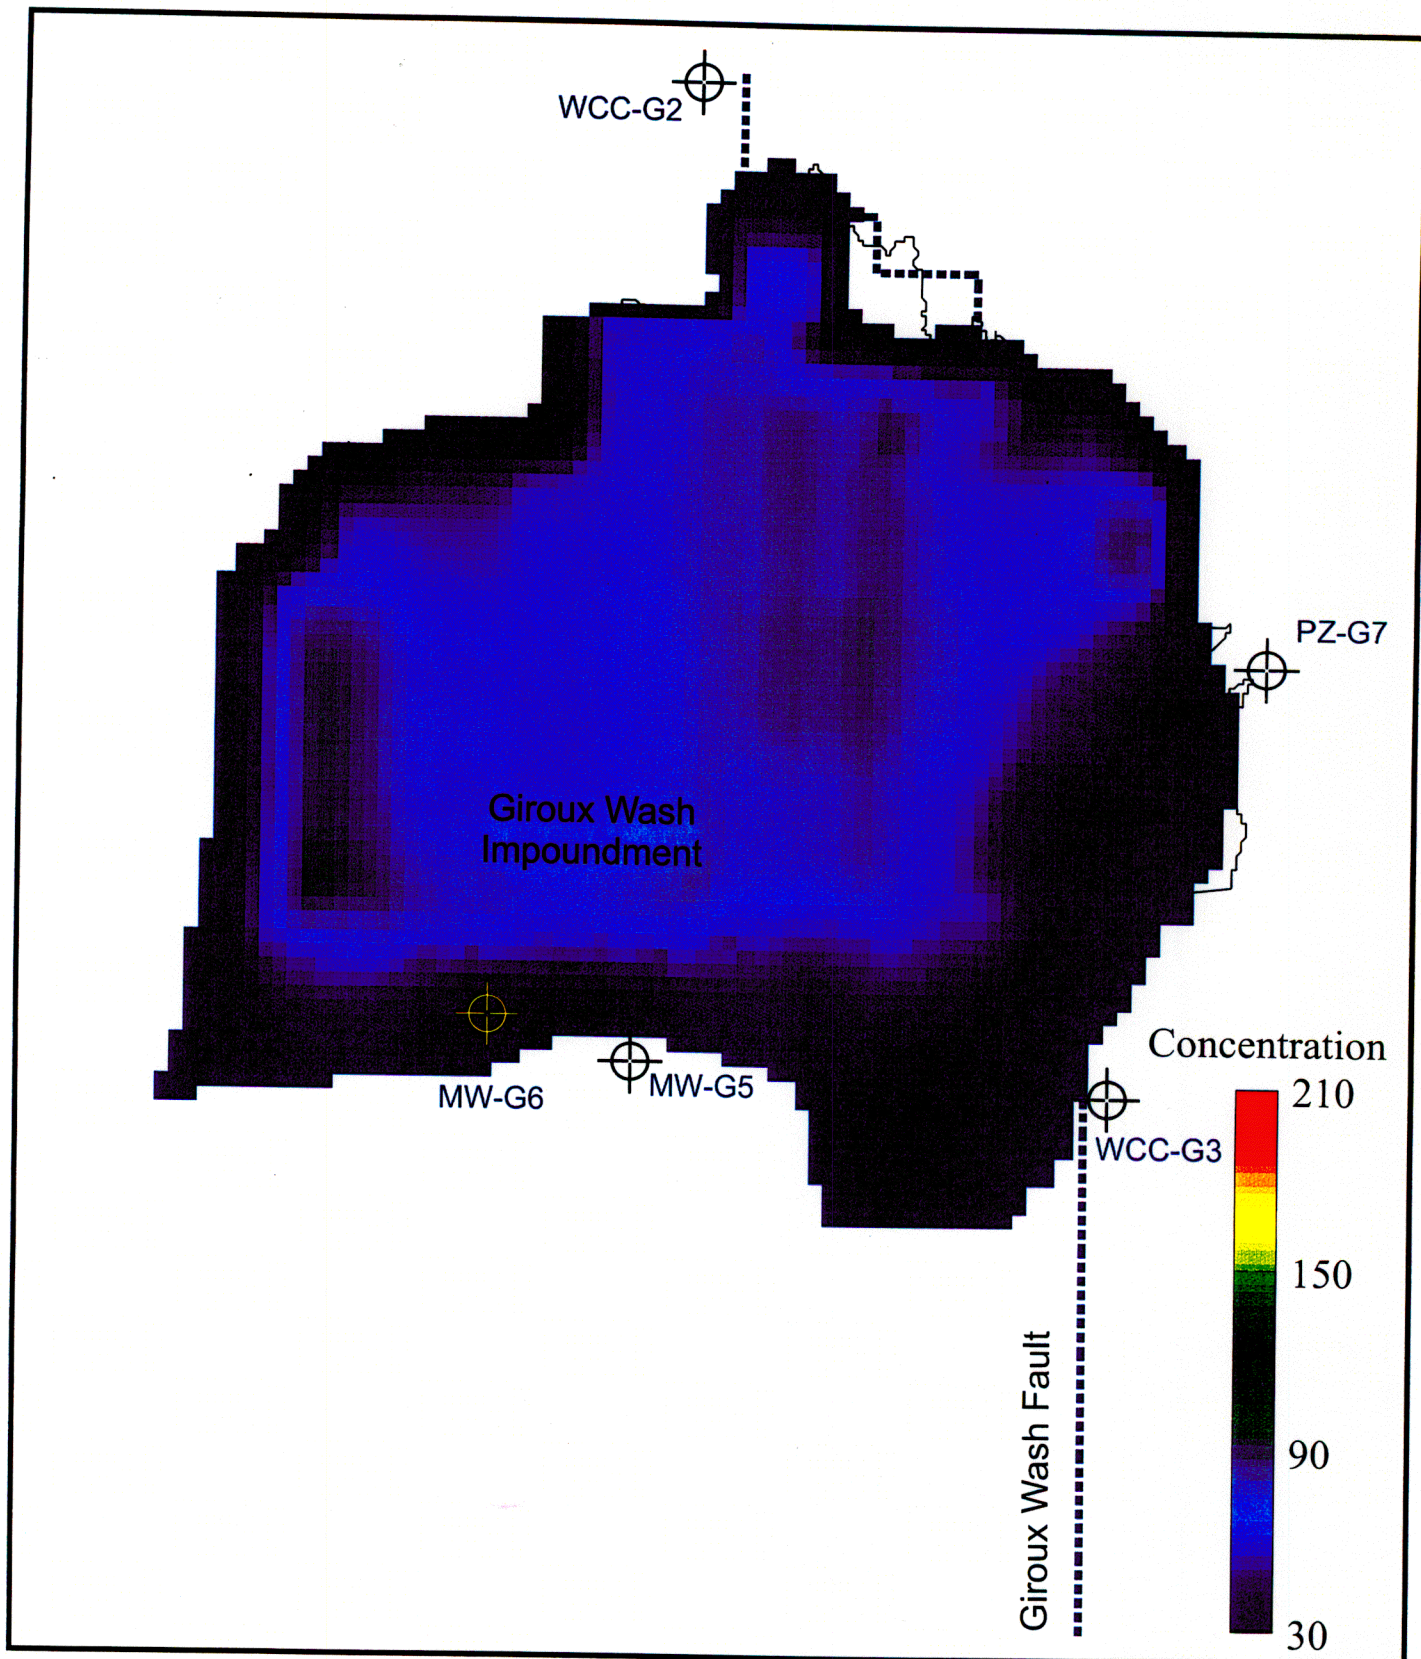 WCC-G2
PZ-G7
Giroux Wash
Impoundment
MW-G6
MW-G5
WCC-G3
Giroux Wash Fault
Concentration
210
150
90
30